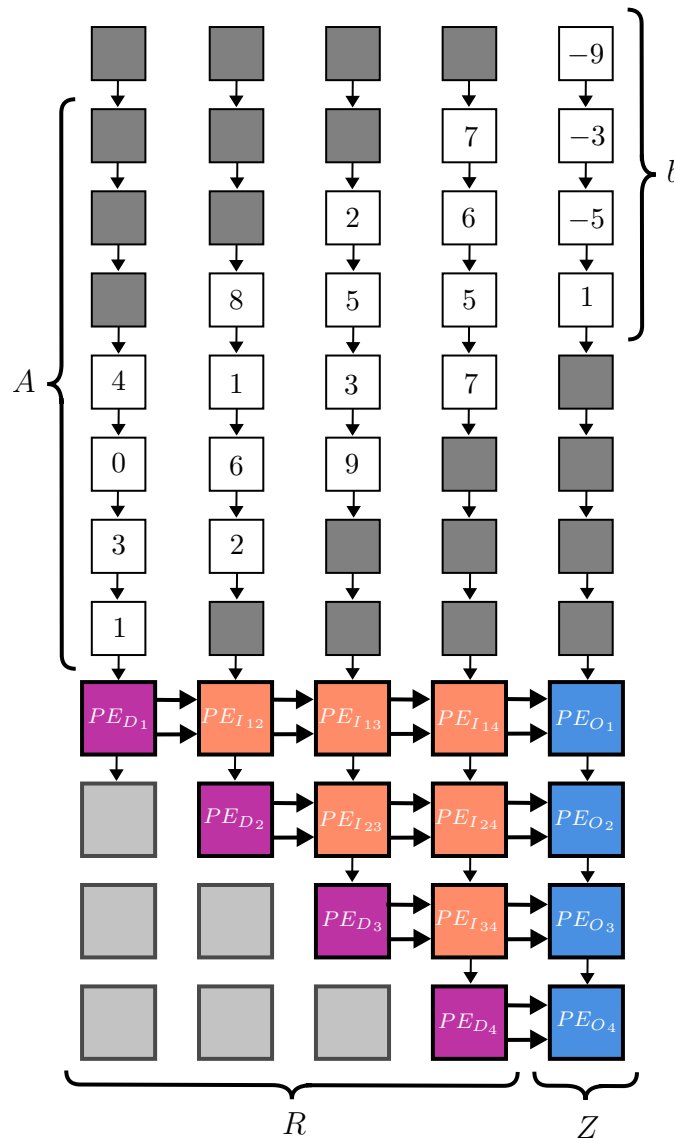 −9
7 −3
2 6 −5 b
8 5 5 1
A 4 1 3 7
0 6 9
3 2
1
PE_{D_1} PE_{I_{12}} PE_{I_{13}} PE_{I_{14}} PE_{O_1}
PE_{D_2} PE_{I_{23}} PE_{I_{24}} PE_{O_2}
PE_{D_3} PE_{I_{34}} PE_{O_3}
PE_{D_4} PE_{O_4}
R Z